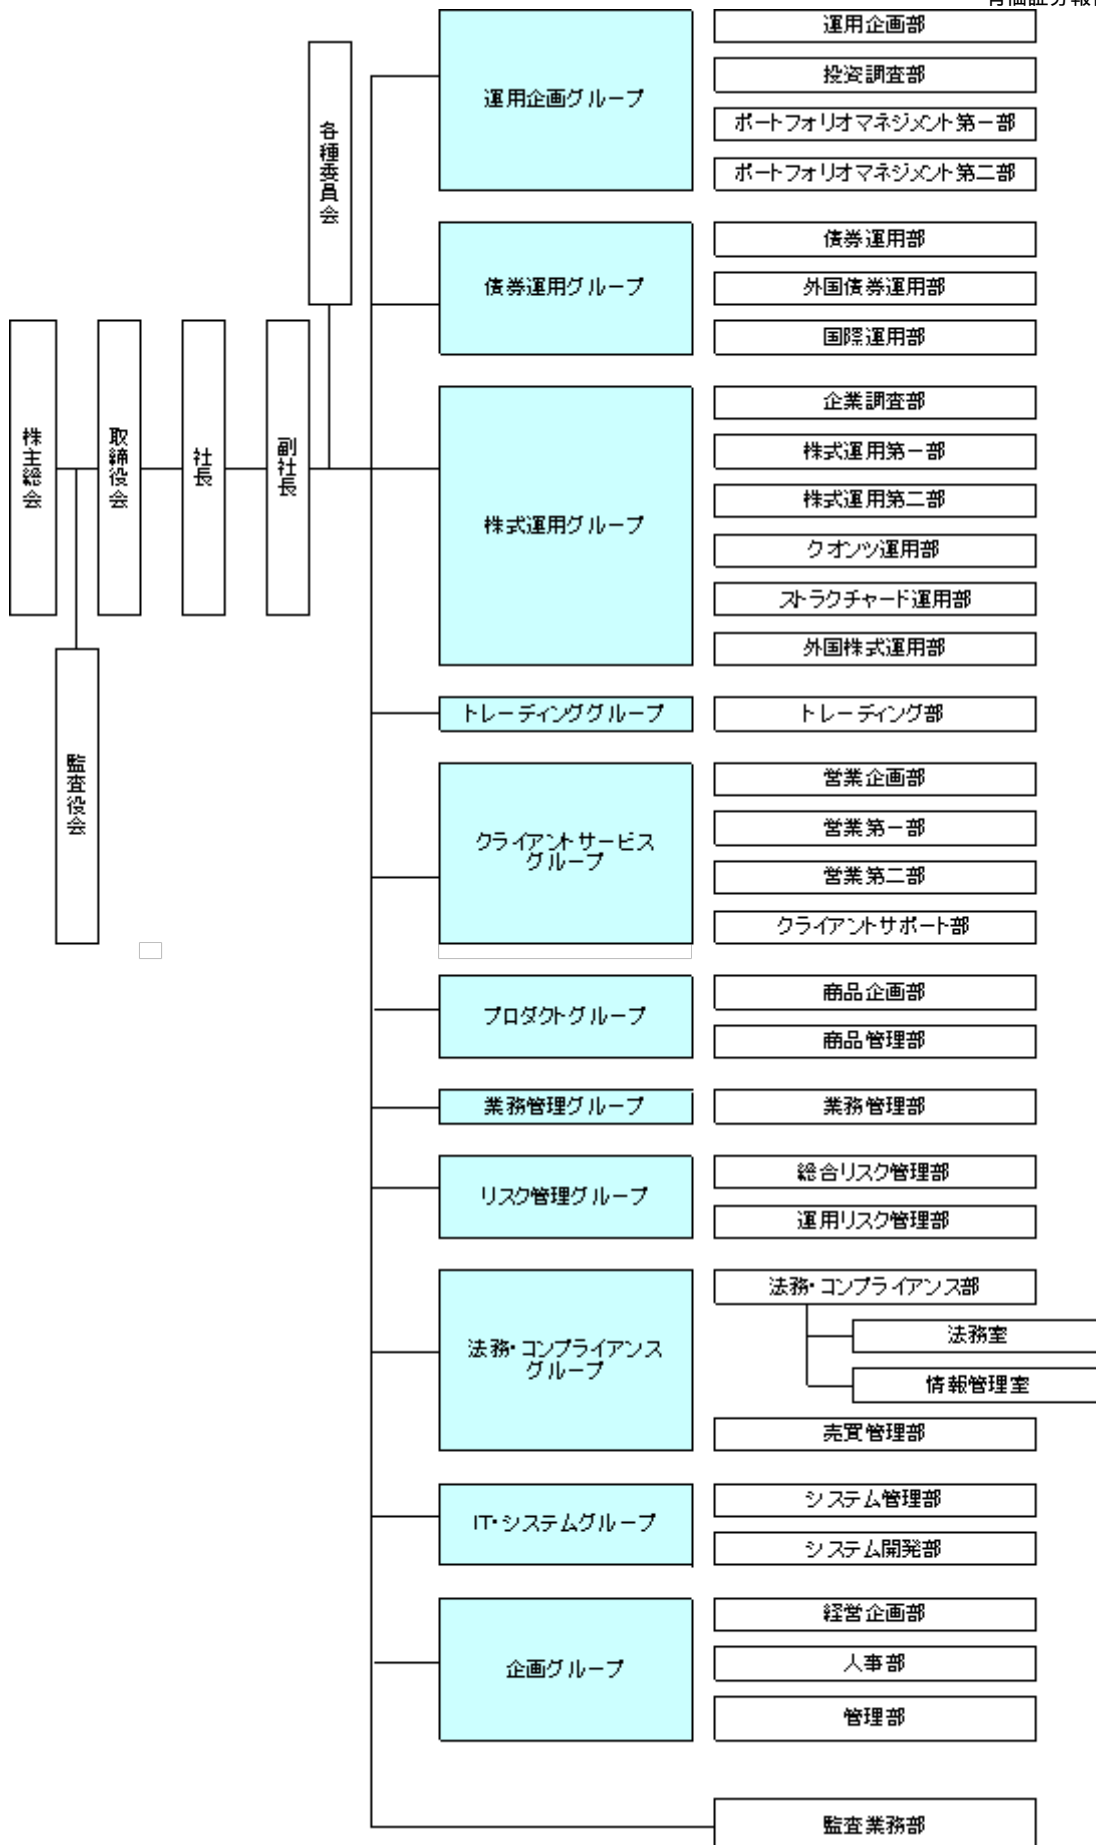 株主総会
監査役会
取締役会
社長
副社長
各種委員会
運用企画グループ
運用企画部
投資調査部
ポートフォリオマネジメント第一部
ポートフォリオマネジメント第二部
債券運用グループ
債券運用部
外国債券運用部
国際運用部
株式運用グループ
企業調査部
株式運用第一部
株式運用第二部
クオンツ運用部
ストラクチャード運用部
外国株式運用部
トレーディンググループ
トレーディング部
クライアントサービス
グループ
営業企画部
営業第一部
営業第二部
クライアントサポート部
プロダクトグループ
商品企画部
商品管理部
業務管理グループ
業務管理部
リスク管理グループ
総合リスク管理部
運用リスク管理部
法務・コンプライアンス
グループ
法務・コンプライアンス部
法務室
情報管理室
売買管理部
IT・システムグループ
システム管理部
システム開発部
企画グループ
経営企画部
人事部
管理部
監査業務部